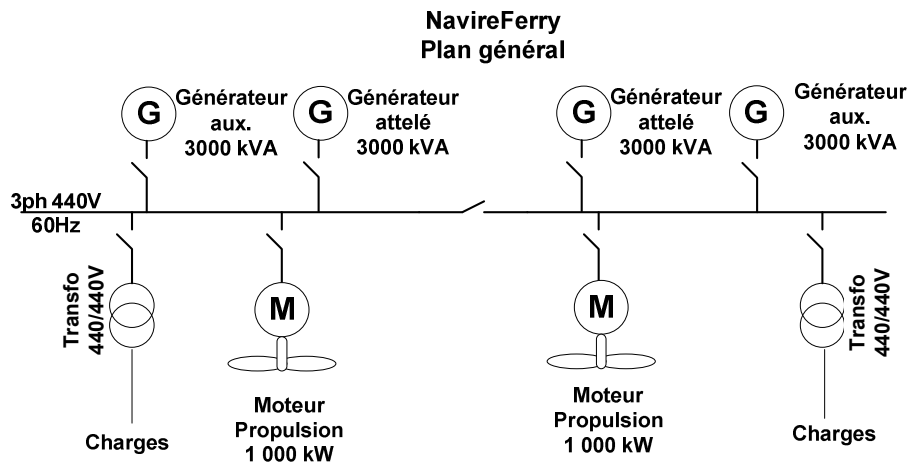 NavireFerry
Plan général
G
Générateur
aux.
3000 kVA
G
Générateur
attelé
3000 kVA
G
Générateur
attelé
3000 kVA
G
Générateur
aux.
3000 kVA
3ph 440V
60Hz
Transfo
440/440V
Charges
M
Moteur
Propulsion
1 000 kW
M
Moteur
Propulsion
1 000 kW
Transfo
440/440V
Charges